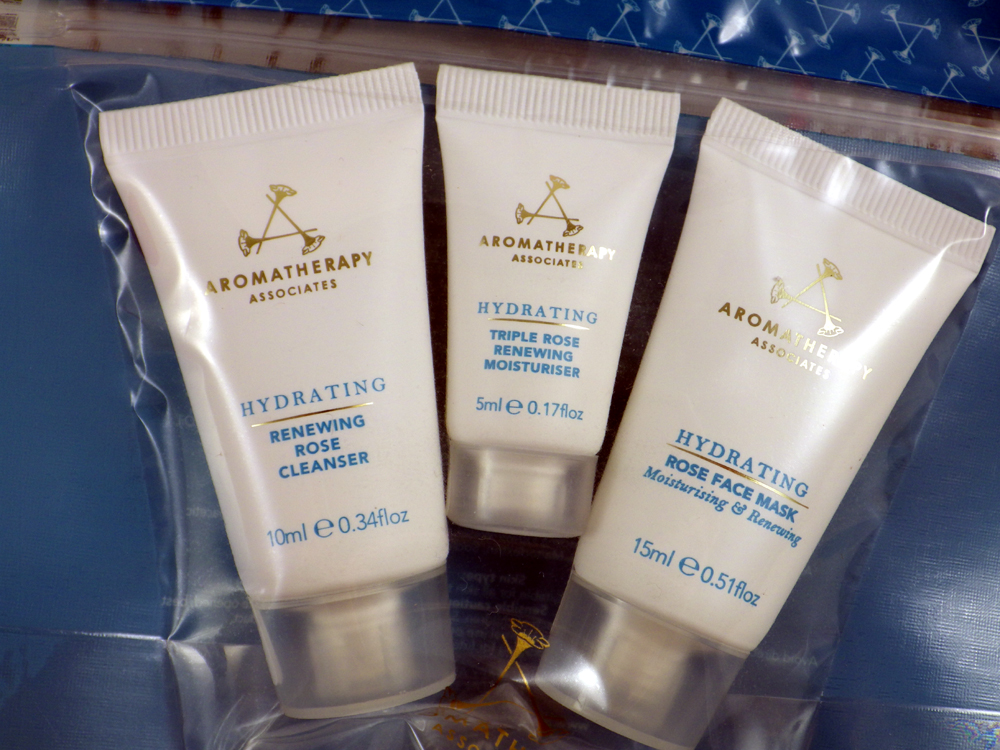 AROMATHERAPY
ASSOCIATES
HYDRATING
RENEWING
ROSE
CLEANSER
10ml e 0.34floz
AROMATHERAPY
ASSOCIATES
HYDRATING
TRIPLE ROSE
RENEWING
MOISTURISER
5ml e 0.17floz
AROMATHERAPY
ASSOCIATES
HYDRATING
ROSE FACE MASK
Moisturising & Renewing
15ml e 0.51floz